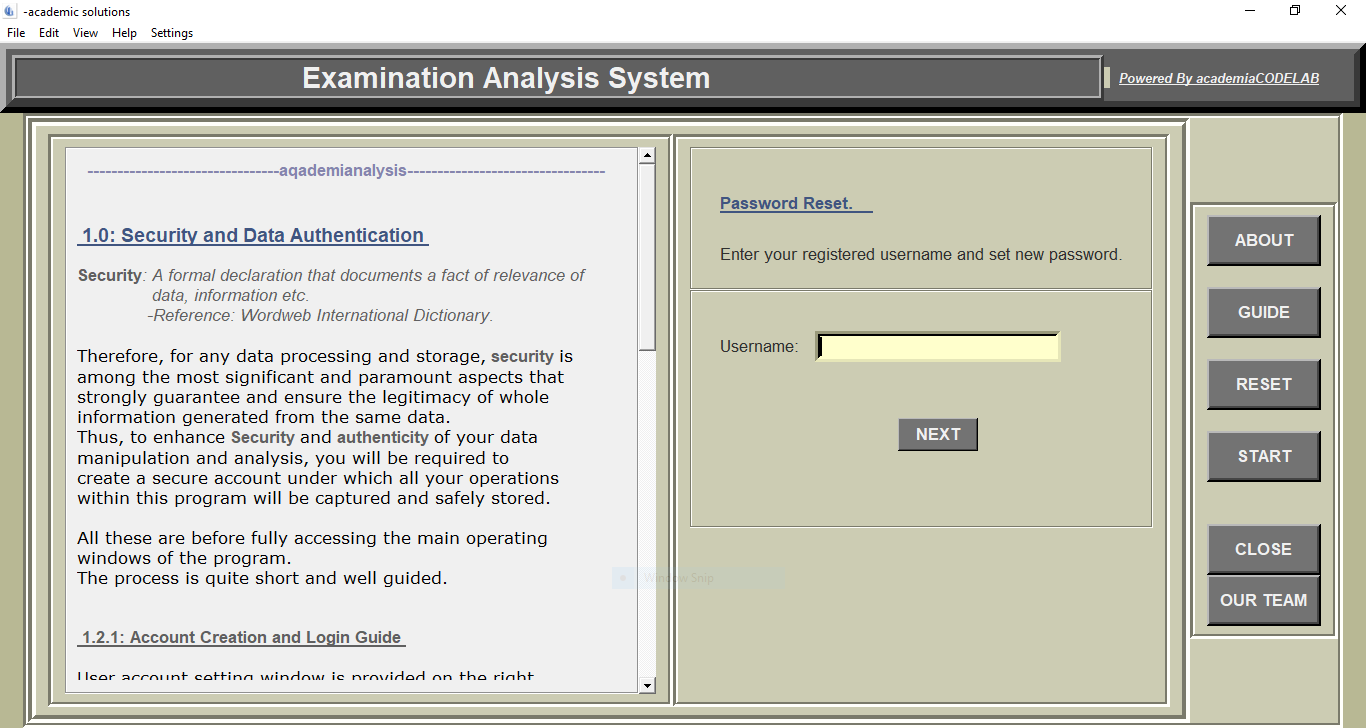 -academic solutions
File Edit View Help Settings
Examination Analysis System
Powered By academiaCODELAB
--------------------------------aqademianalysis---------------------------------
1.0: Security and Data Authentication
Security: A formal declaration that documents a fact of relevance of
data, information etc.
-Reference: Wordweb International Dictionary.
Therefore, for any data processing and storage, security is
among the most significant and paramount aspects that
strongly guarantee and ensure the legitimacy of whole
information generated from the same data.
Thus, to enhance Security and authenticity of your data
manipulation and analysis, you will be required to
create a secure account under which all your operations
within this program will be captured and safely stored.
All these are before fully accessing the main operating
windows of the program.
The process is quite short and well guided.
1.2.1: Account Creation and Login Guide
User account setting window is provided on the right
Password Reset.
Enter your registered username and set new password.
Username:
NEXT
Window Snip
ABOUT
GUIDE
RESET
START
CLOSE
OUR TEAM